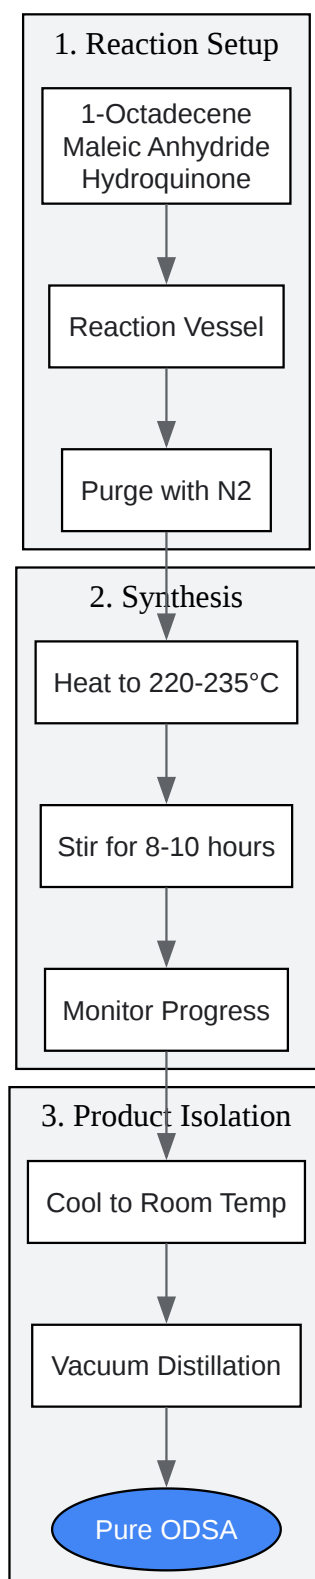 1. Reaction Setup
1-Octadecene
Maleic Anhydride
Hydroquinone
Reaction Vessel
Purge with N2
2. Synthesis
Heat to 220-235°C
Stir for 8-10 hours
Monitor Progress
3. Product Isolation
Cool to Room Temp
Vacuum Distillation
Pure ODSA